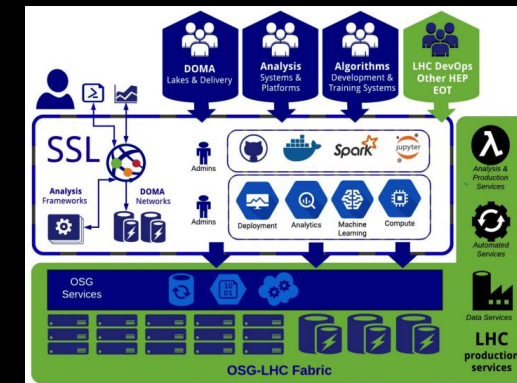 DOMA
Lakes & Delivery
Analysis
Systems &
Platforms
Algorithms
Development &
Training Systems
LHC DevOps
Other HEP
EOT
SSL
Analysis
Frameworks
DOMA
Networks
Admins
Spark
jupyter
Admins
Deployment
Analytics
Machine
Learning
Compute
λ
Analysis &
Production
Services
Automated
Services
Data Services
LHC
production
services
OSG
Services
10
01
OSG-LHC Fabric